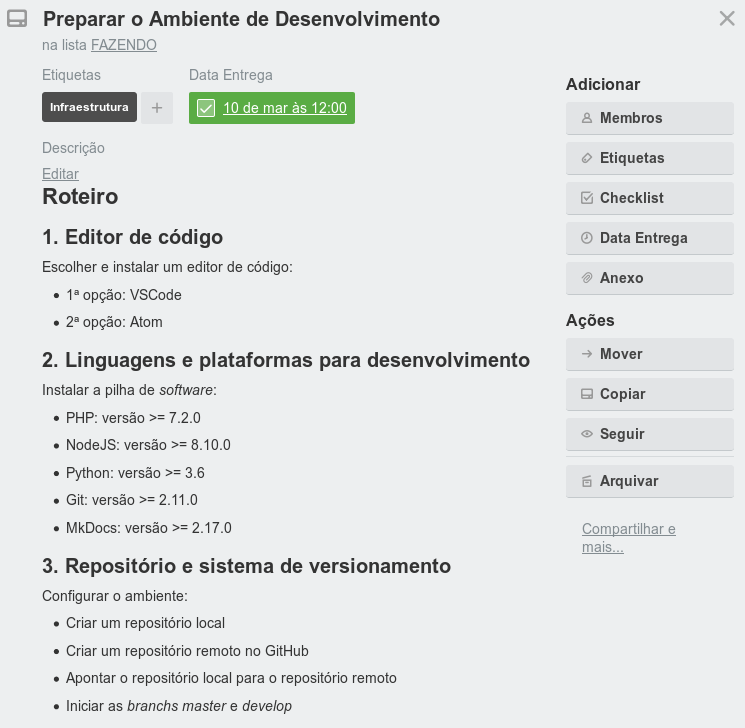 Preparar o Ambiente de Desenvolvimento
na lista FAZENDO
Etiquetas
Data Entrega
Infraestrutura
+
10 de mar às 12:00
Descrição
Editar
Roteiro
1. Editor de código
Escolher e instalar um editor de código:
• 1ª opção: VSCode
• 2ª opção: Atom
2. Linguagens e plataformas para desenvolvimento
Instalar a pilha de software:
• PHP: versão >= 7.2.0
• NodeJS: versão >= 8.10.0
• Python: versão >= 3.6
• Git: versão >= 2.11.0
• MkDocs: versão >= 2.17.0
3. Repositório e sistema de versionamento
Configurar o ambiente:
• Criar um repositório local
• Criar um repositório remoto no GitHub
• Apontar o repositório local para o repositório remoto
• Iniciar as branchs master e develop
Adicionar
Membros
Etiquetas
Checklist
Data Entrega
Anexo
Ações
Mover
Copiar
Seguir
Arquivar
Compartilhar e
mais...